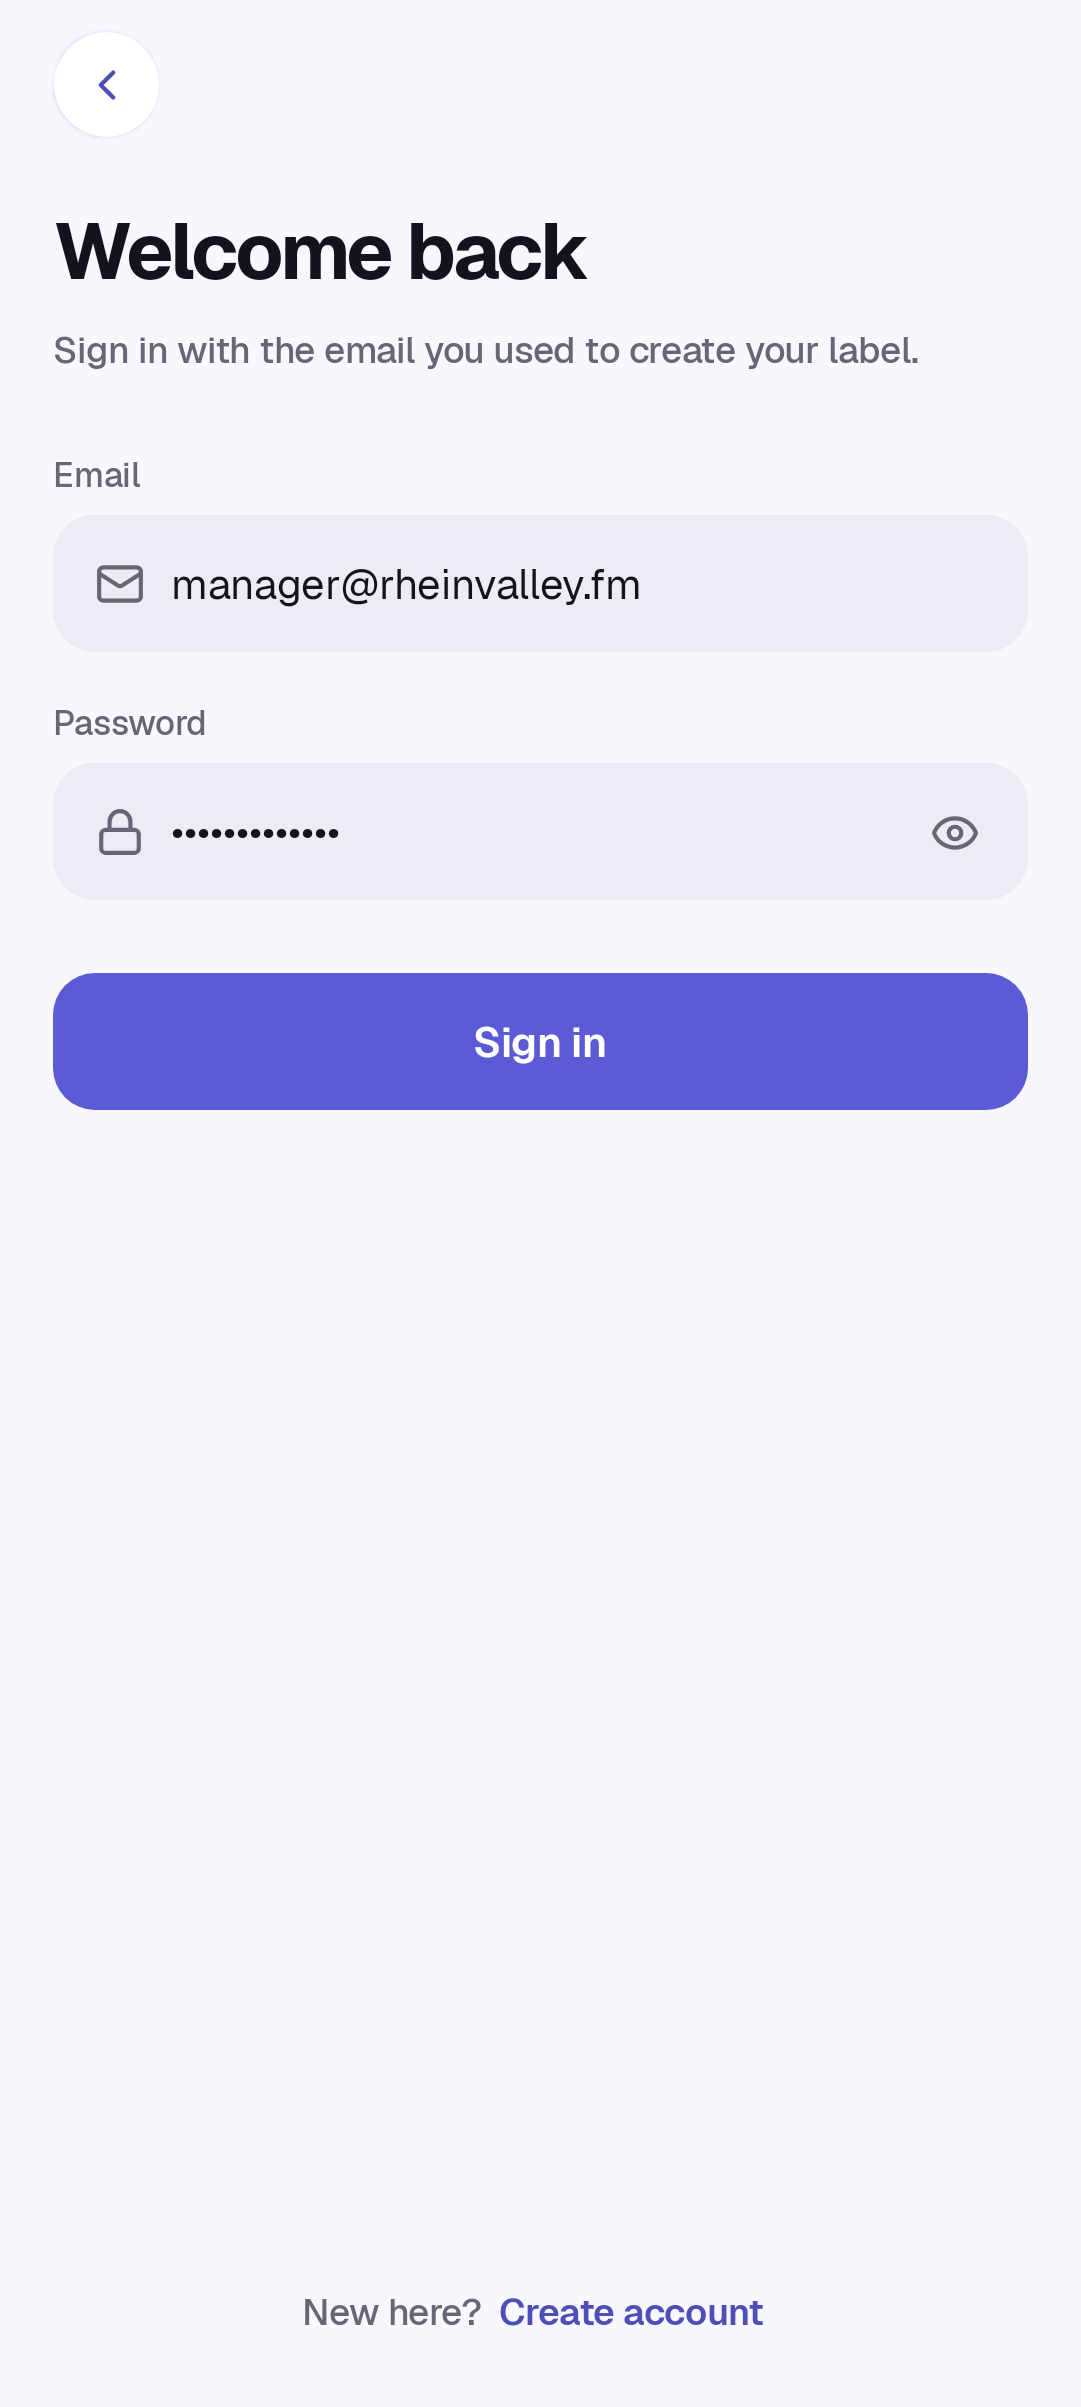 Welcome back
Sign in with the email you used to create your label.
Email
manager@rheinvalley.fm
Password
•••••••••••••
Sign in
New here? Create account